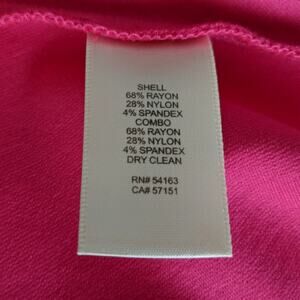 SHELL
68% RAYON
28% NYLON
4% SPANDEX
COMBO
68% RAYON
28% NYLON
4% SPANDEX
DRY CLEAN
RN# 54163
CA# 57151